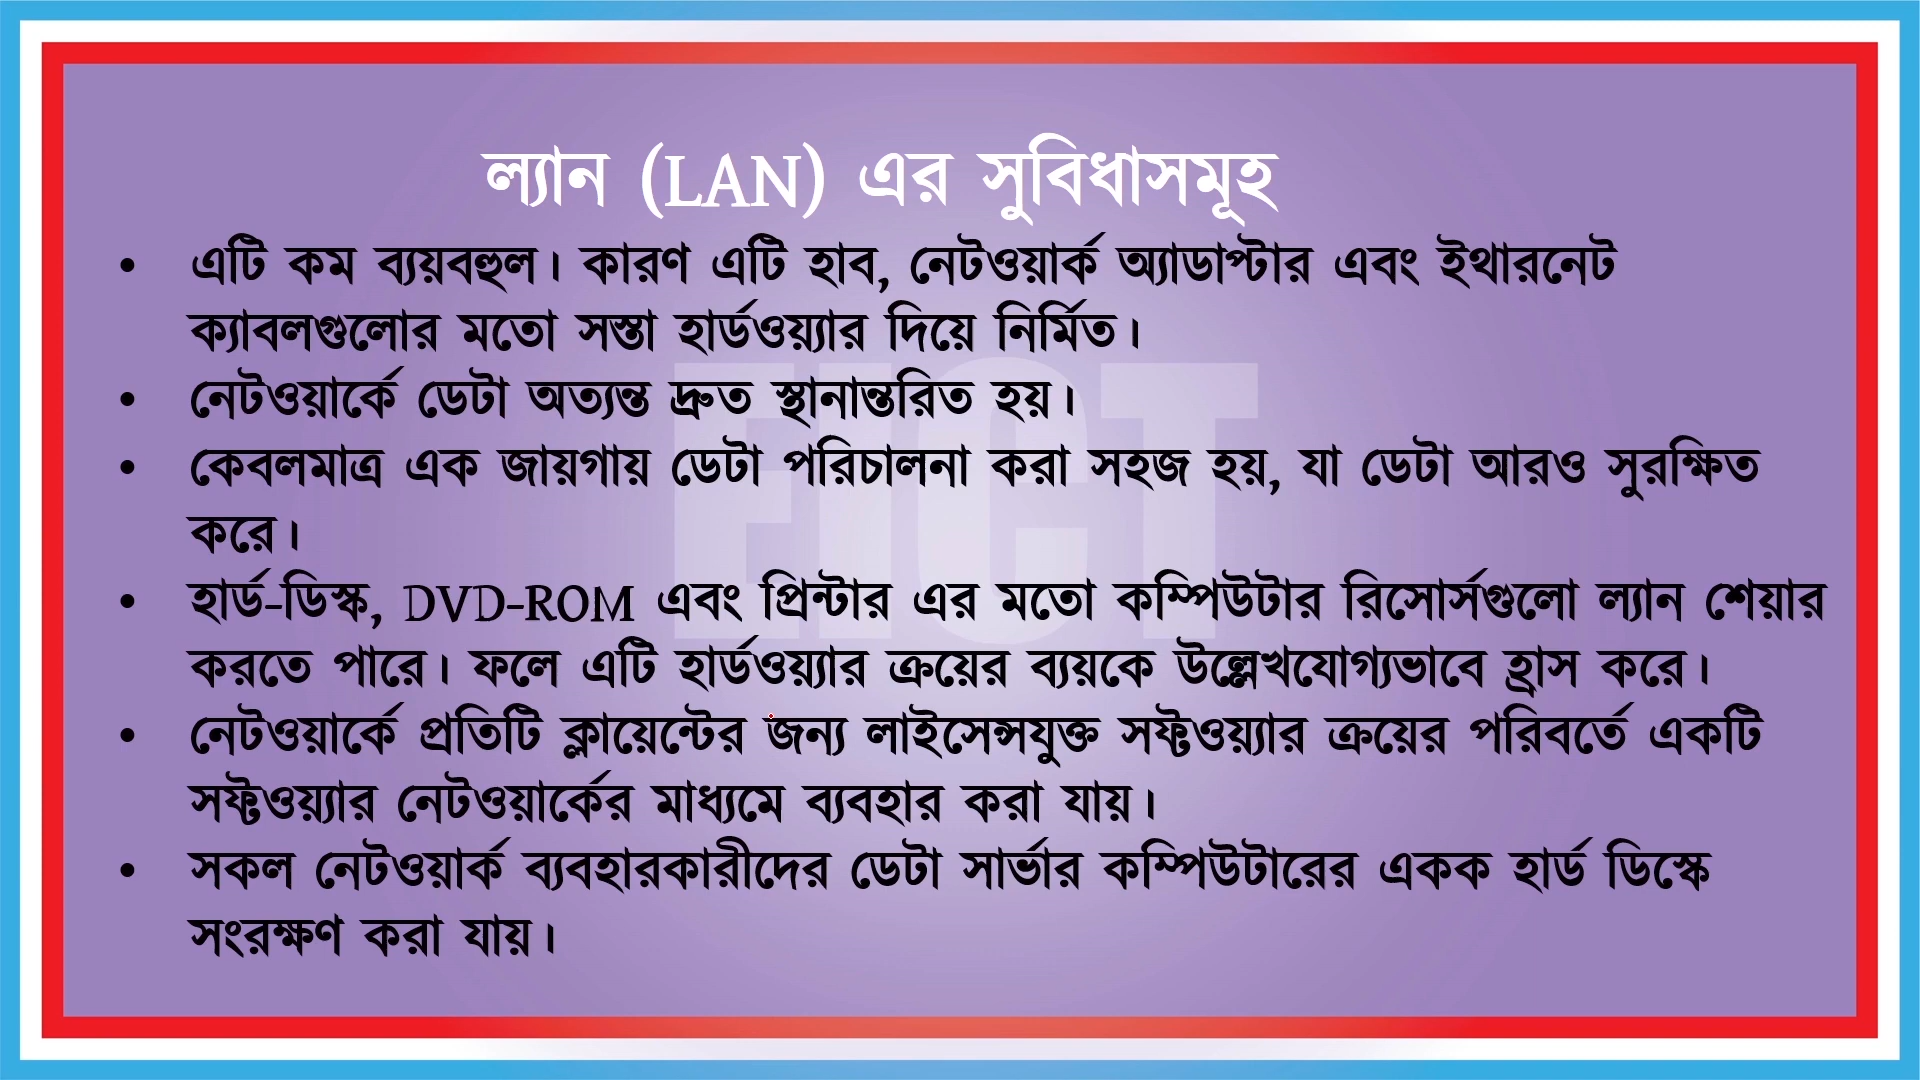 ল্যান (LAN) এর সুবিধাসমূহ
• এটি কম ব্যয়বহুল। কারণ এটি হাব, নেটওয়ার্ক অ্যাডাপ্টার এবং ইথারনেট
ক্যাবলগুলোর মতো সস্তা হার্ডওয়্যার দিয়ে নির্মিত।
• নেটওয়ার্কে ডেটা অত্যন্ত দ্রুত স্থানান্তরিত হয়।
• কেবলমাত্র এক জায়গায় ডেটা পরিচালনা করা সহজ হয়, যা ডেটা আরও সুরক্ষিত
করে।
• হার্ড-ডিস্ক, DVD-ROM এবং প্রিন্টার এর মতো কম্পিউটার রিসোর্সগুলো ল্যান শেয়ার
করতে পারে। ফলে এটি হার্ডওয়্যার ক্রয়ের ব্যয়কে উল্লেখযোগ্যভাবে হ্রাস করে।
• নেটওয়ার্কে প্রতিটি ক্লায়েন্টের জন্য লাইসেন্সযুক্ত সফ্টওয়্যার ক্রয়ের পরিবর্তে একটি
সফ্টওয়্যার নেটওয়ার্কের মাধ্যমে ব্যবহার করা যায়।
• সকল নেটওয়ার্ক ব্যবহারকারীদের ডেটা সার্ভার কম্পিউটারের একক হার্ড ডিস্কে
সংরক্ষণ করা যায়।
EICT